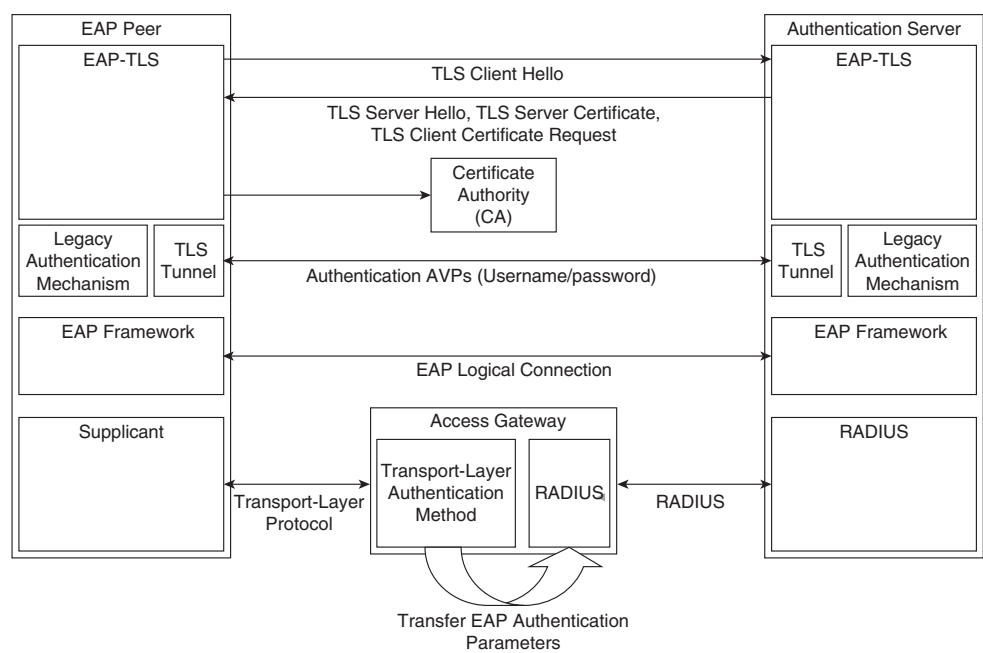 EAP Peer
Authentication Server
EAP-TLS
EAP-TLS
TLS Client Hello
TLS Server Hello, TLS Server Certificate,
TLS Client Certificate Request
Certificate
Authority
(CA)
Legacy
Authentication
Mechanism
TLS
Tunnel
Authentication AVPs (Username/password)
TLS
Tunnel
Legacy
Authentication
Mechanism
EAP Framework
EAP Framework
EAP Logical Connection
Supplicant
Access Gateway
RADIUS
Transport-Layer
Protocol
Transport-Layer
Authentication
Method
RADIUS
RADIUS
Transfer EAP Authentication
Parameters